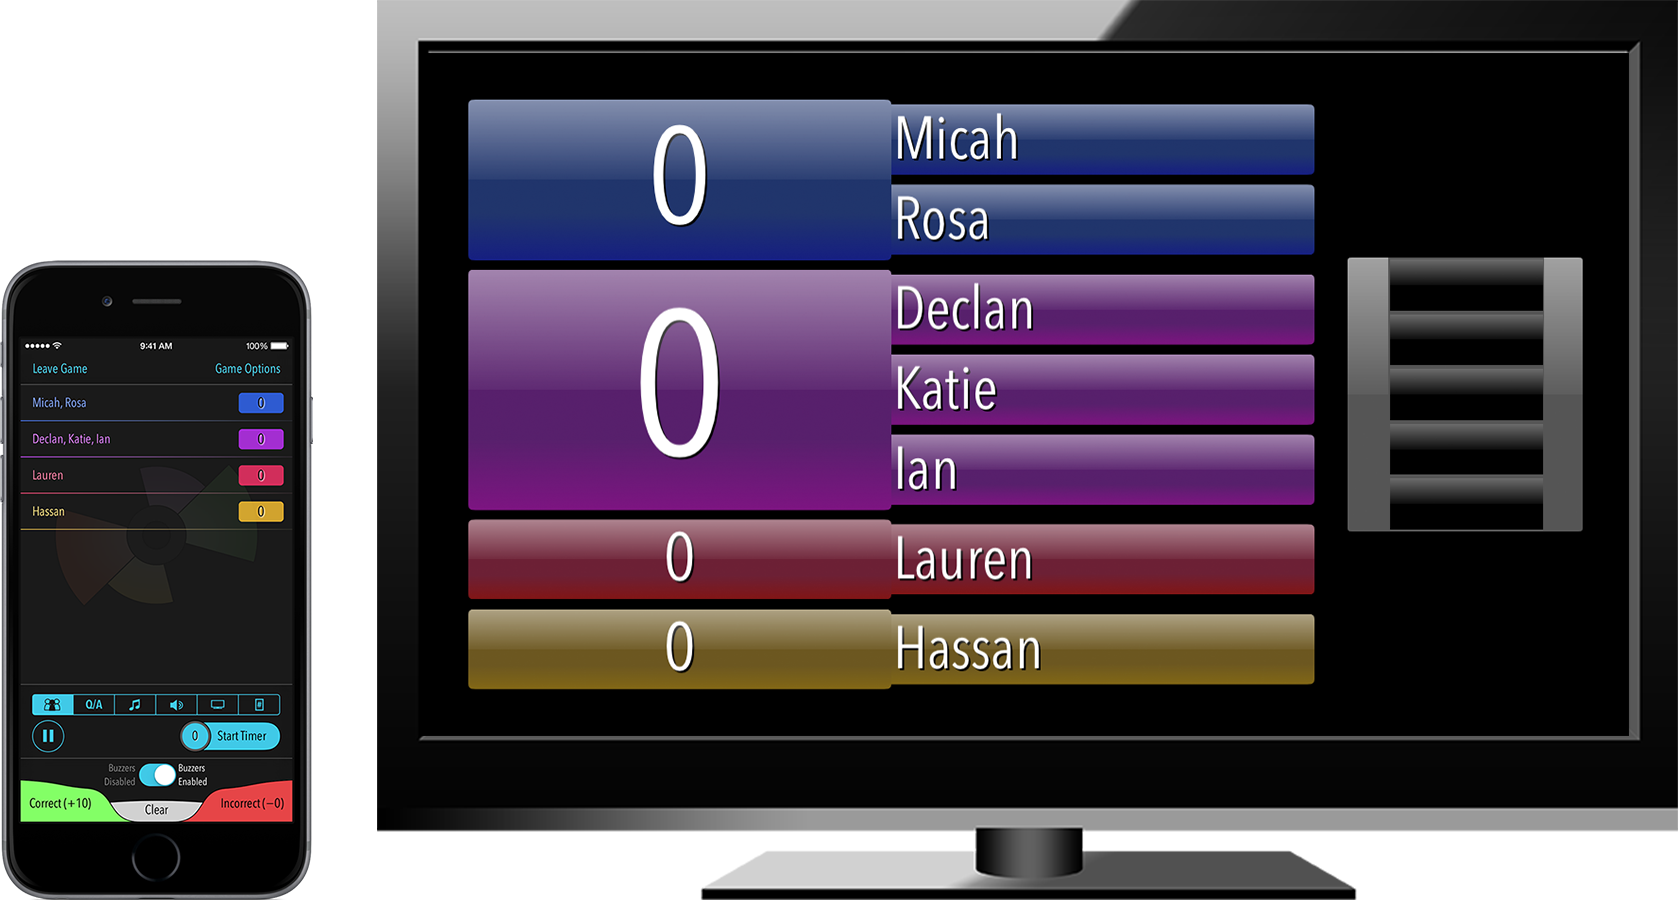 9:41 AM 100%
Leave Game Game Options
Micah, Rosa 0
Declan, Katie, Ian 0
Lauren 0
Hassan 0
Q/A
0 Start Timer
Buzzers Disabled
Buzzers Enabled
Correct (+10)
Clear
Incorrect (−0)
0
Micah
Rosa
0
Declan
Katie
Ian
0 Lauren
0 Hassan